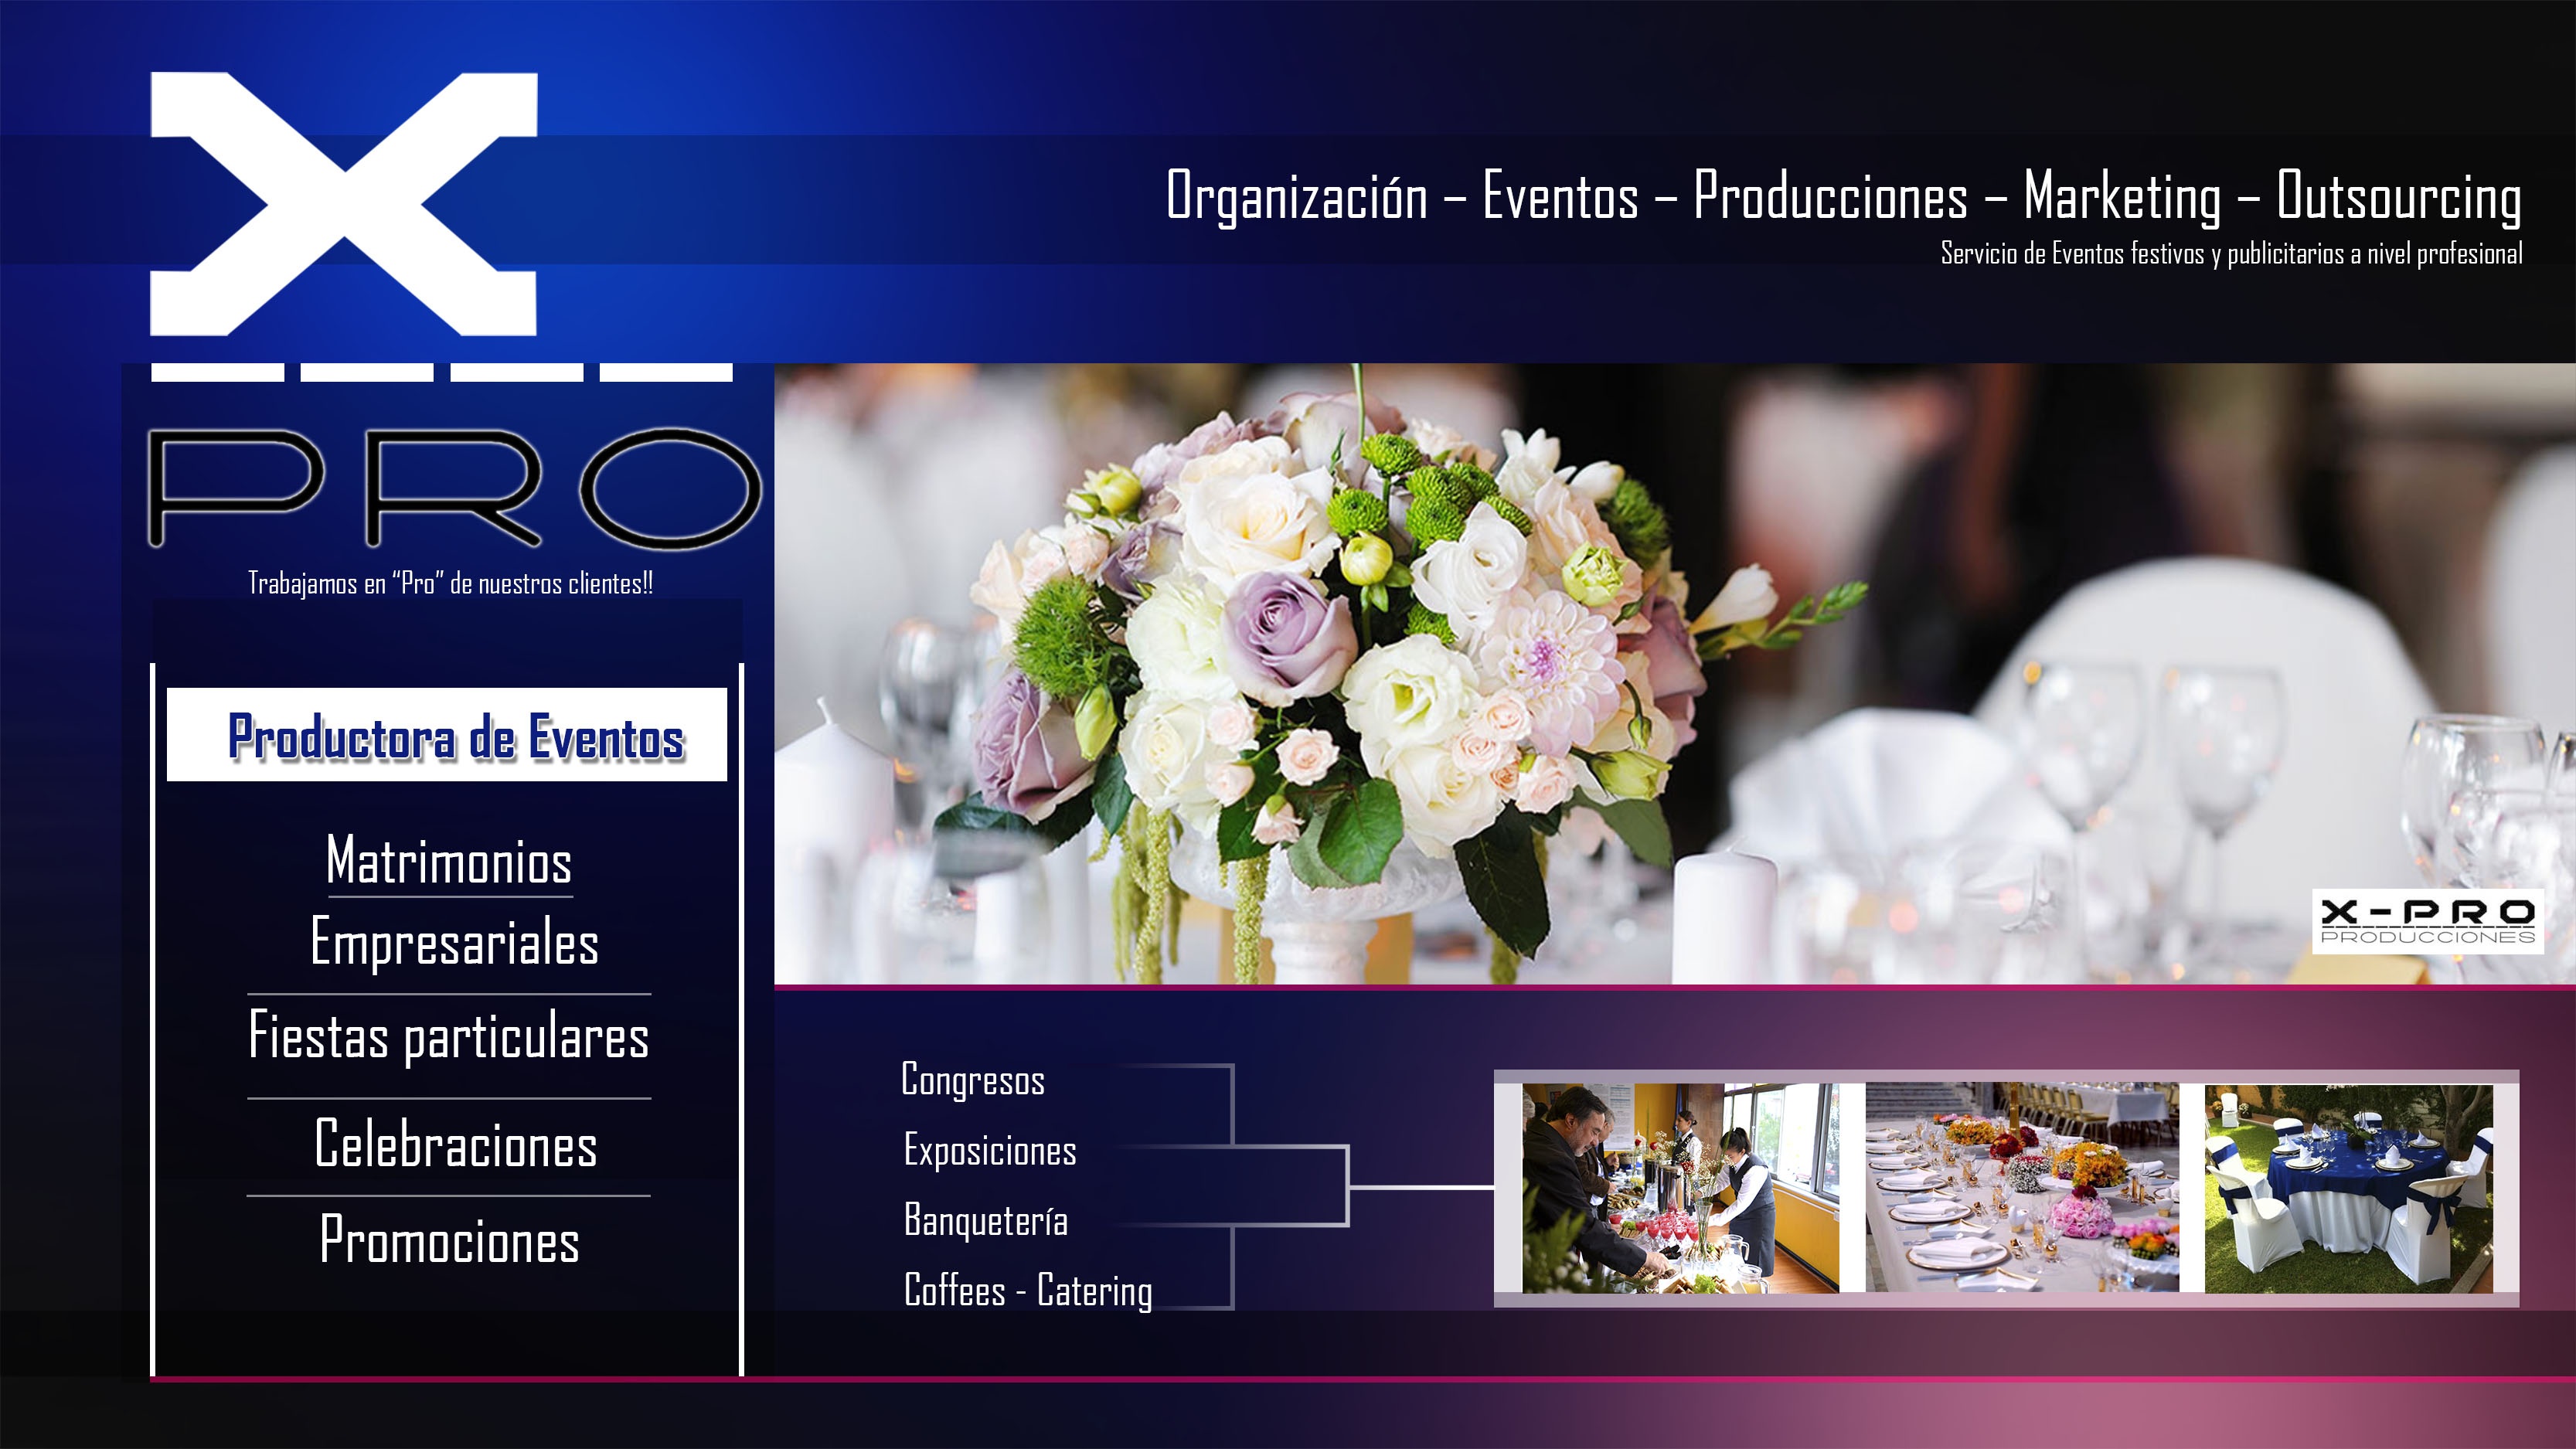 X
Organización – Eventos – Producciones – Marketing – Outsourcing
Servicio de Eventos festivos y publicitarios a nivel profesional
PRO
Trabajamos en “Pro” de nuestros clientes!!
Productora de Eventos
Matrimonios
Empresariales
Fiestas particulares
Celebraciones
Promociones
X-PRO
PRODUCCIONES
Congresos
Exposiciones
Banquetería
Coffees - Catering